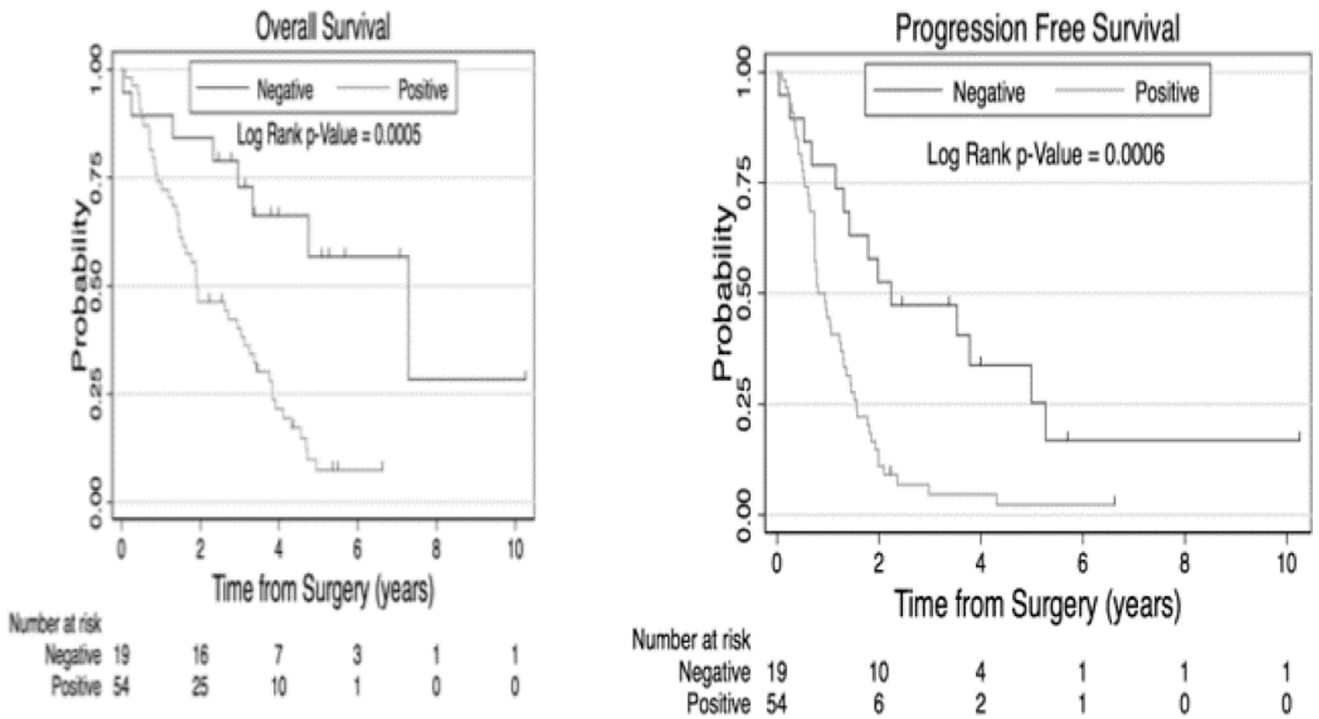 Overall Survival
Negative Positive
Log Rank p-Value = 0.0005
Probability
1.00
0.75
0.50
0.25
0.00
0 2 4 6 8 10
Time from Surgery (years)
Number at risk
Negative 19 16 7 3 1 1
Positive 54 25 10 1 0 0
Progression Free Survival
Negative Positive
Log Rank p-Value = 0.0006
Probability
1.00
0.75
0.50
0.25
0.00
0 2 4 6 8 10
Time from Surgery (years)
Number at risk
Negative 19 10 4 1 1 1
Positive 54 6 2 1 0 0